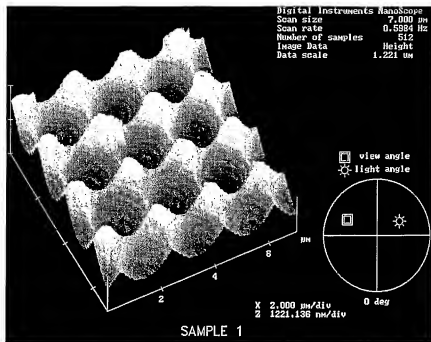 Digital Instruments NanoScope
Scan size 7.000 µm
Scan rate 0.5984 Hz
Number of samples 512
Image Data Height
Data scale 1.221 um
view angle
light angle
2
4
6
µm
X 2.000 µm/div
Z 1221.136 nm/div
0 deg
SAMPLE 1